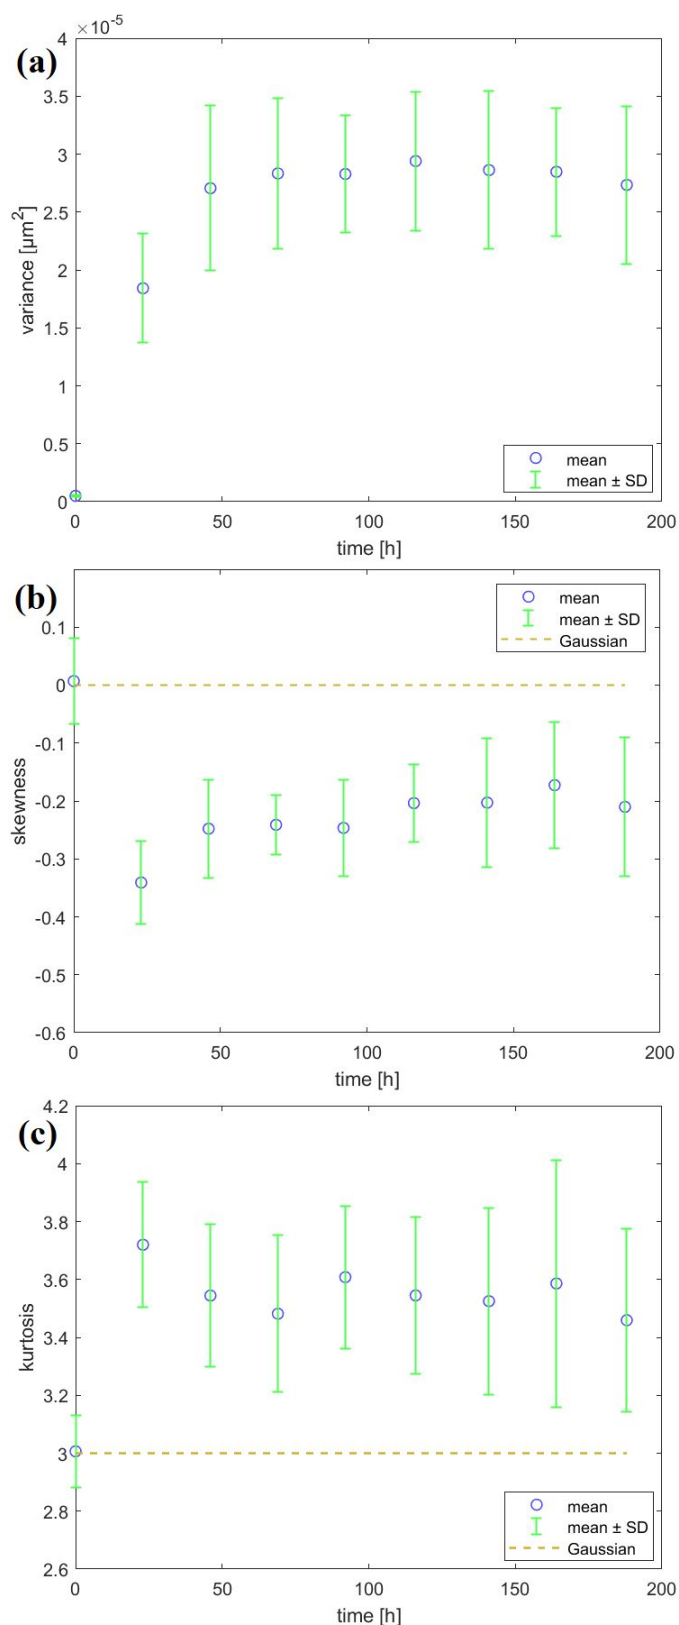 ×10⁻⁵
(a)
4
3.5
3
2.5
2
1.5
1
0.5
0
variance [µm²]
mean
mean ± SD
0 50 100 150 200
time [h]
(b)
0.1
0
-0.1
-0.2
-0.3
-0.4
-0.5
-0.6
skewness
mean
mean ± SD
Gaussian
0 50 100 150 200
time [h]
(c)
4.2
4
3.8
3.6
3.4
3.2
3
2.8
2.6
kurtosis
mean
mean ± SD
Gaussian
0 50 100 150 200
time [h]